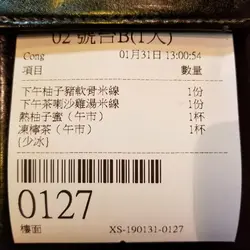 02 號台B(1人)
Cong 01月31日 13:00:54
項目 數量
下午柚子豬軟骨米線 1份
下午茶喇沙雞湯米線 1份
熱柚子蜜(午市) 1杯
凍檸茶(午市) 1杯
(少冰)
0127
樓面 XS-190131-0127